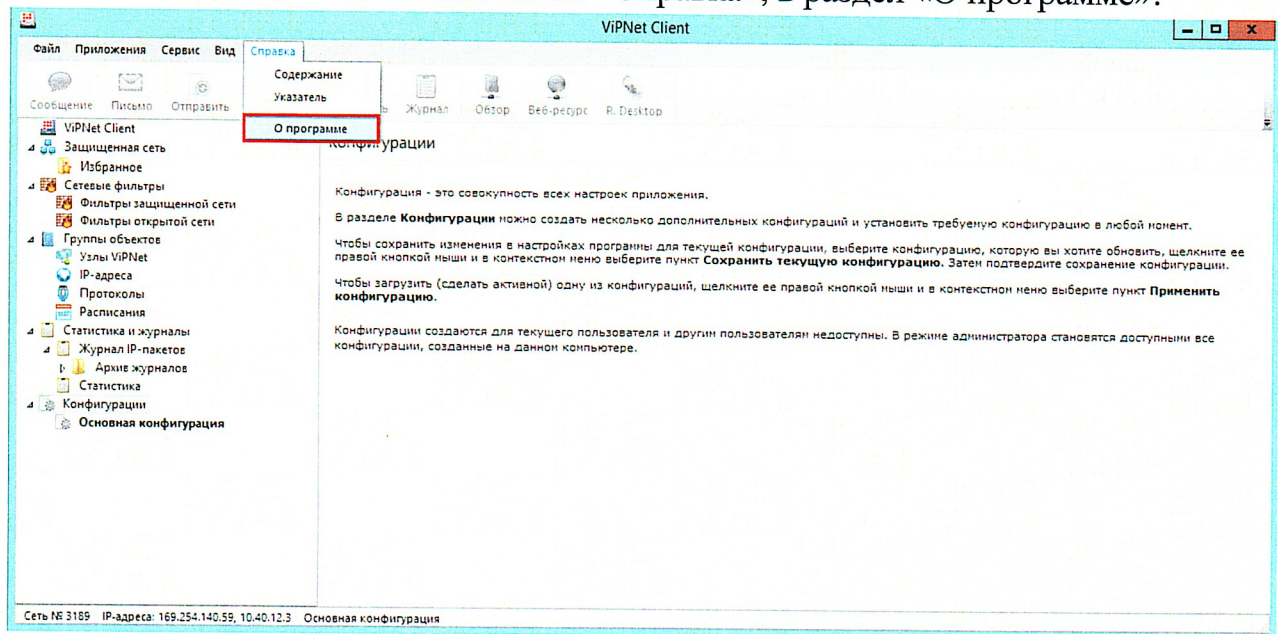 , в раздел «О программе».
ViPNet Client
Файл Приложения Сервис Вид Справка
Содержание
Указатель
О программе
Сообщение Письмо Отправить Журнал Обзор Веб-ресурс R. Desktop
ViPNet Client
Защищенная сеть
Избранное
Сетевые фильтры
Фильтры защищенной сети
Фильтры открытой сети
Группы объектов
Узлы ViPNet
IP-адреса
Протоколы
Расписания
Статистика и журналы
Журнал IP-пакетов
Архив журналов
Статистика
Конфигурации
Основная конфигурация
Конфигурации
Конфигурация - это совокупность всех настроек приложения.
В разделе Конфигурации можно создать несколько дополнительных конфигураций и установить требуемую конфигурацию в любой момент.
Чтобы сохранить изменения в настройках программы для текущей конфигурации, выберите конфигурацию, которую вы хотите обновить, щелкните ее
правой кнопкой мыши и в контекстном меню выберите пункт Сохранить текущую конфигурацию. Затем подтвердите сохранение конфигурации.
Чтобы загрузить (сделать активной) одну из конфигураций, щелкните ее правой кнопкой мыши и в контекстном меню выберите пункт Применить
конфигурацию.
Конфигурации создаются для текущего пользователя и другим пользователям недоступны. В режиме администратора становятся доступными все
конфигурации, созданные на данном компьютере.
Сеть № 3189 IP-адреса: 169.254.140.59, 10.40.12.3 Основная конфигурация